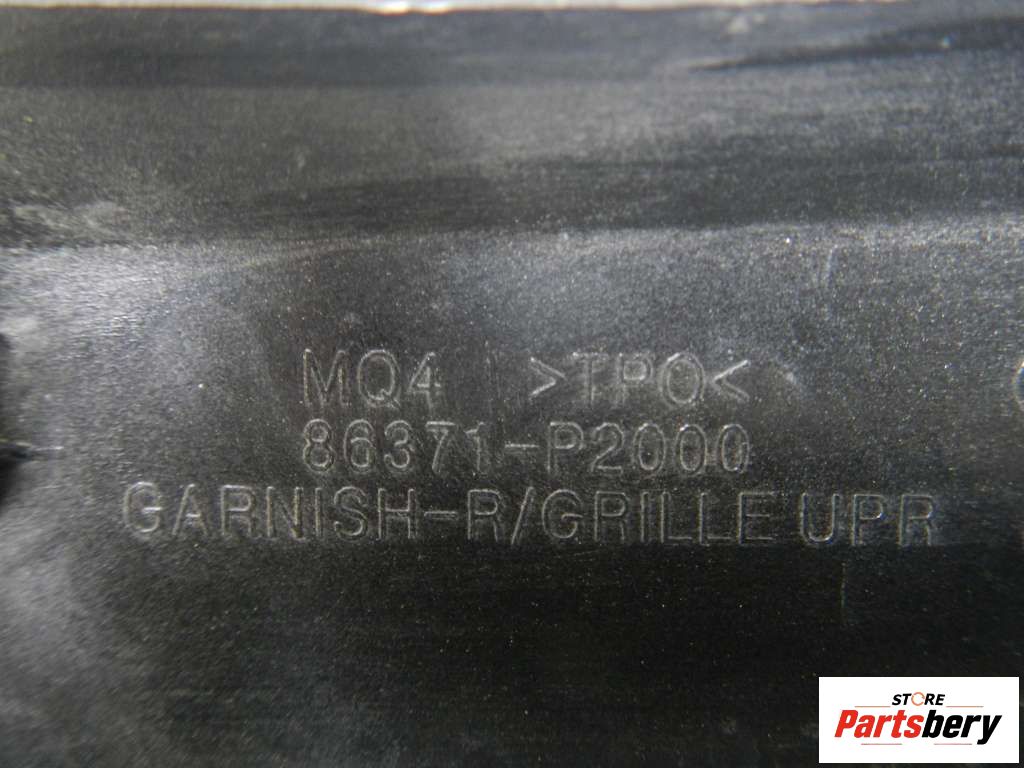 MQ4 >TPO<
86371-P2000
GARNISH-R/GRILLE UPR
STORE
Partsbery